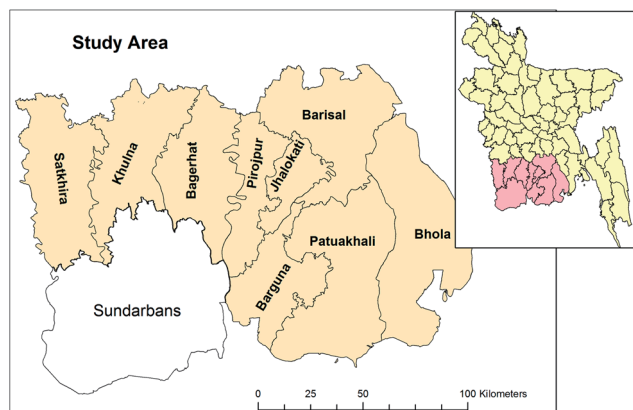 Study Area
Barisal
Satkhira
Khulna
Bagerhat
Pirojpur
Jhalokati
Patuakhali
Bhola
Barguna
Sundarbans
0 25 50 100 Kilometers